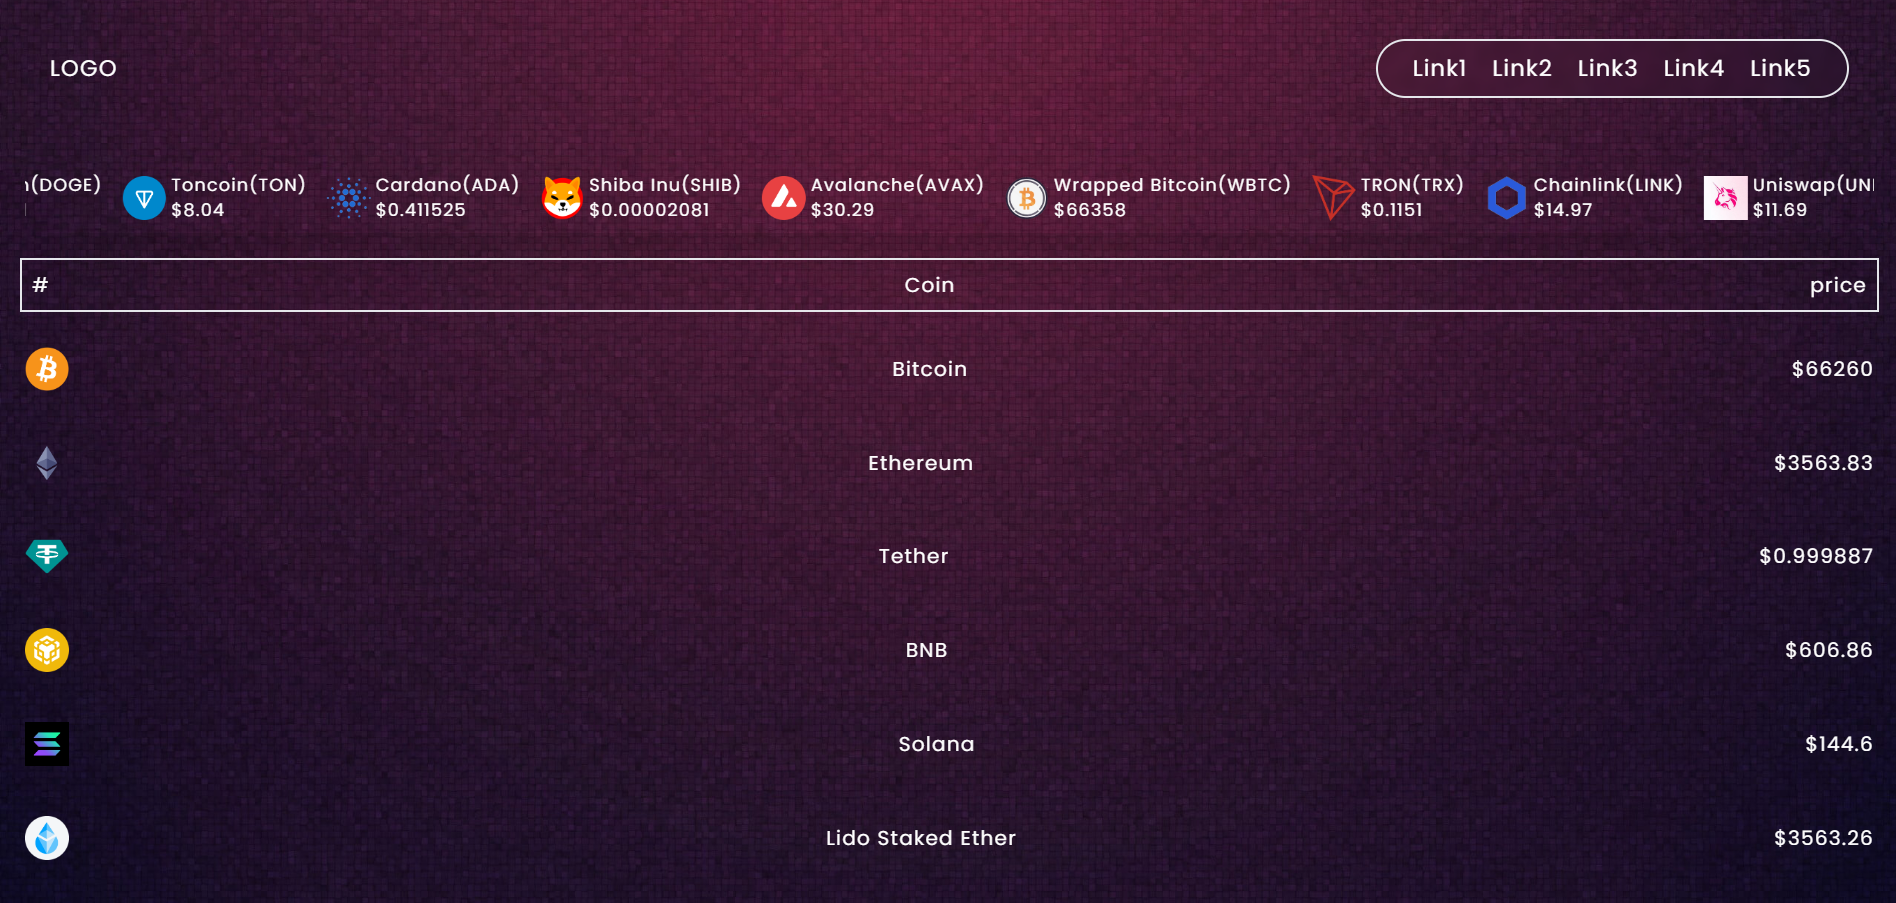 LOGO
Link1 Link2 Link3 Link4 Link5
(DOGE) Toncoin(TON) Cardano(ADA) Shiba Inu(SHIB) Avalanche(AVAX) Wrapped Bitcoin(WBTC) TRON(TRX) Chainlink(LINK) Uniswap(UNI
$8.04 $0.411525 $0.00002081 $30.29 $66358 $0.1151 $14.97 $11.69
# Coin price
Bitcoin $66260
Ethereum $3563.83
Tether $0.999887
BNB $606.86
Solana $144.6
Lido Staked Ether $3563.26